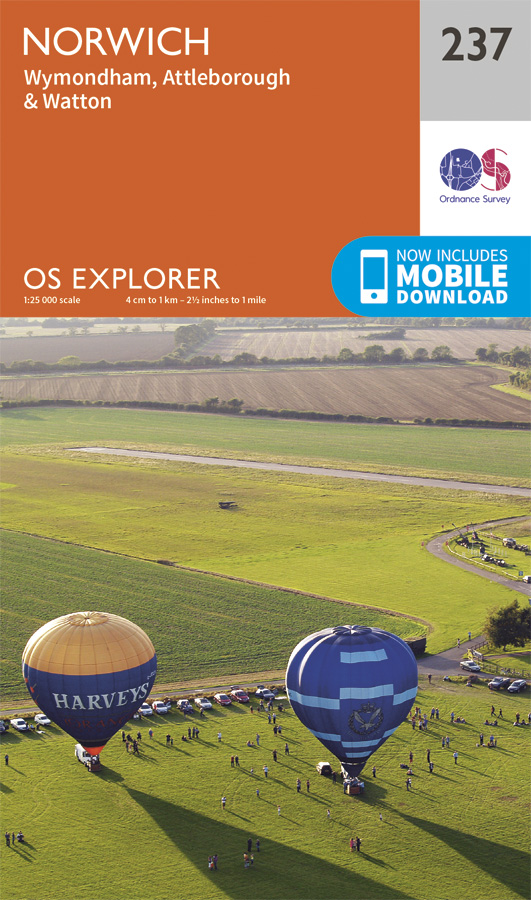 NORWICH
237
Wymondham, Attleborough
& Watton
OS
Ordnance Survey
OS EXPLORER
1:25 000 scale 4 cm to 1 km – 2½ inches to 1 mile
NOW INCLUDES
MOBILE
DOWNLOAD
HARVEYS